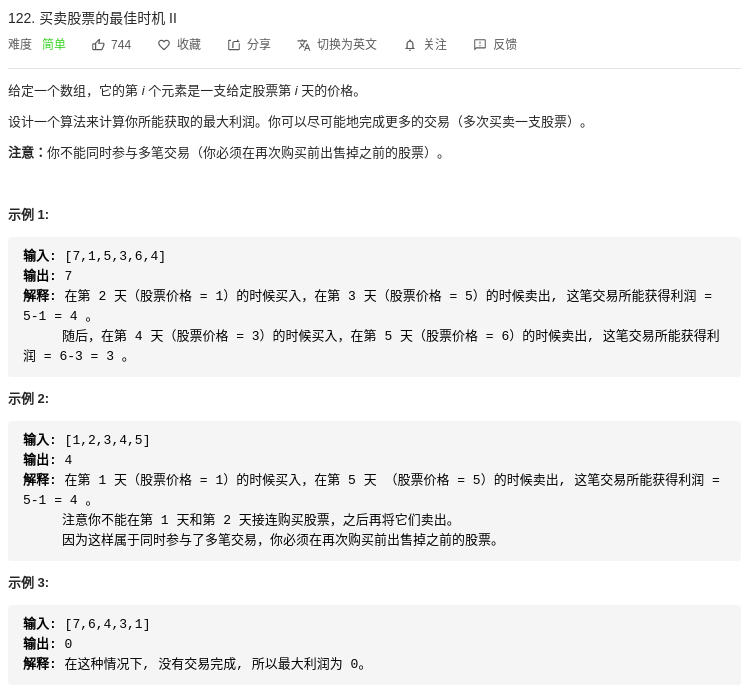 122. 买卖股票的最佳时机 II
难度 简单 744 收藏 分享 切换为英文 关注 反馈
给定一个数组，它的第 i 个元素是一支给定股票第 i 天的价格。
设计一个算法来计算你所能获取的最大利润。你可以尽可能地完成更多的交易（多次买卖一支股票）。
注意：你不能同时参与多笔交易（你必须在再次购买前出售掉之前的股票）。
示例 1:
输入: [7,1,5,3,6,4]
输出: 7
解释: 在第 2 天（股票价格 = 1）的时候买入，在第 3 天（股票价格 = 5）的时候卖出, 这笔交易所能获得利润 =
5-1 = 4 。
随后，在第 4 天（股票价格 = 3）的时候买入，在第 5 天（股票价格 = 6）的时候卖出, 这笔交易所能获得利
润 = 6-3 = 3 。
示例 2:
输入: [1,2,3,4,5]
输出: 4
解释: 在第 1 天（股票价格 = 1）的时候买入，在第 5 天 （股票价格 = 5）的时候卖出, 这笔交易所能获得利润 =
5-1 = 4 。
注意你不能在第 1 天和第 2 天接连购买股票，之后再将它们卖出。
因为这样属于同时参与了多笔交易，你必须在再次购买前出售掉之前的股票。
示例 3:
输入: [7,6,4,3,1]
输出: 0
解释: 在这种情况下, 没有交易完成, 所以最大利润为 0。